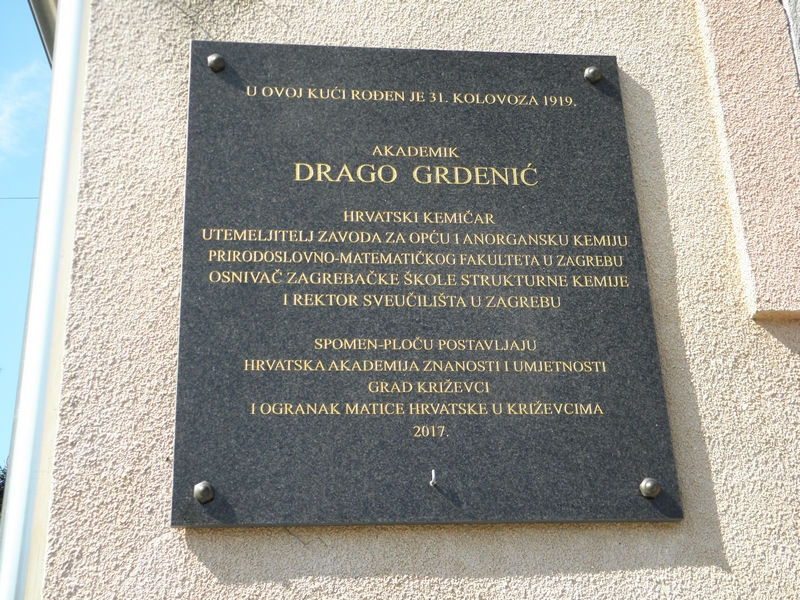 U OVOJ KUĆI ROĐEN JE 31. KOLOVOZA 1919.
AKADEMIK
DRAGO GRDENIĆ
HRVATSKI KEMIČAR
UTEMELJITELJ ZAVODA ZA OPĆU I ANORGANSKU KEMIJU
PRIRODOSLOVNO-MATEMATIČKOG FAKULTETA U ZAGREBU
OSNIVAČ ZAGREBAČKE ŠKOLE STRUKTURNE KEMIJE
I REKTOR SVEUČILIŠTA U ZAGREBU
SPOMEN-PLOČU POSTAVLJAJU
HRVATSKA AKADEMIJA ZNANOSTI I UMJETNOSTI
GRAD KRIŽEVCI
I OGRANAK MATICE HRVATSKE U KRIŽEVCIMA
2017.